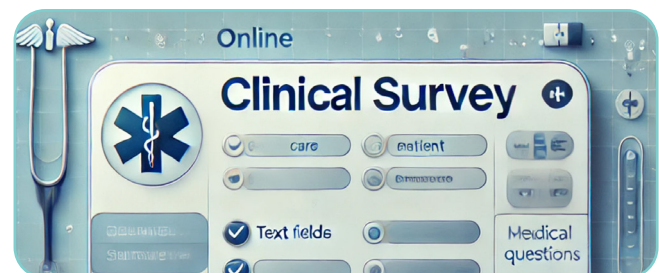 Online
Clinical Survey
care
patient
Text fields
Medical
questions